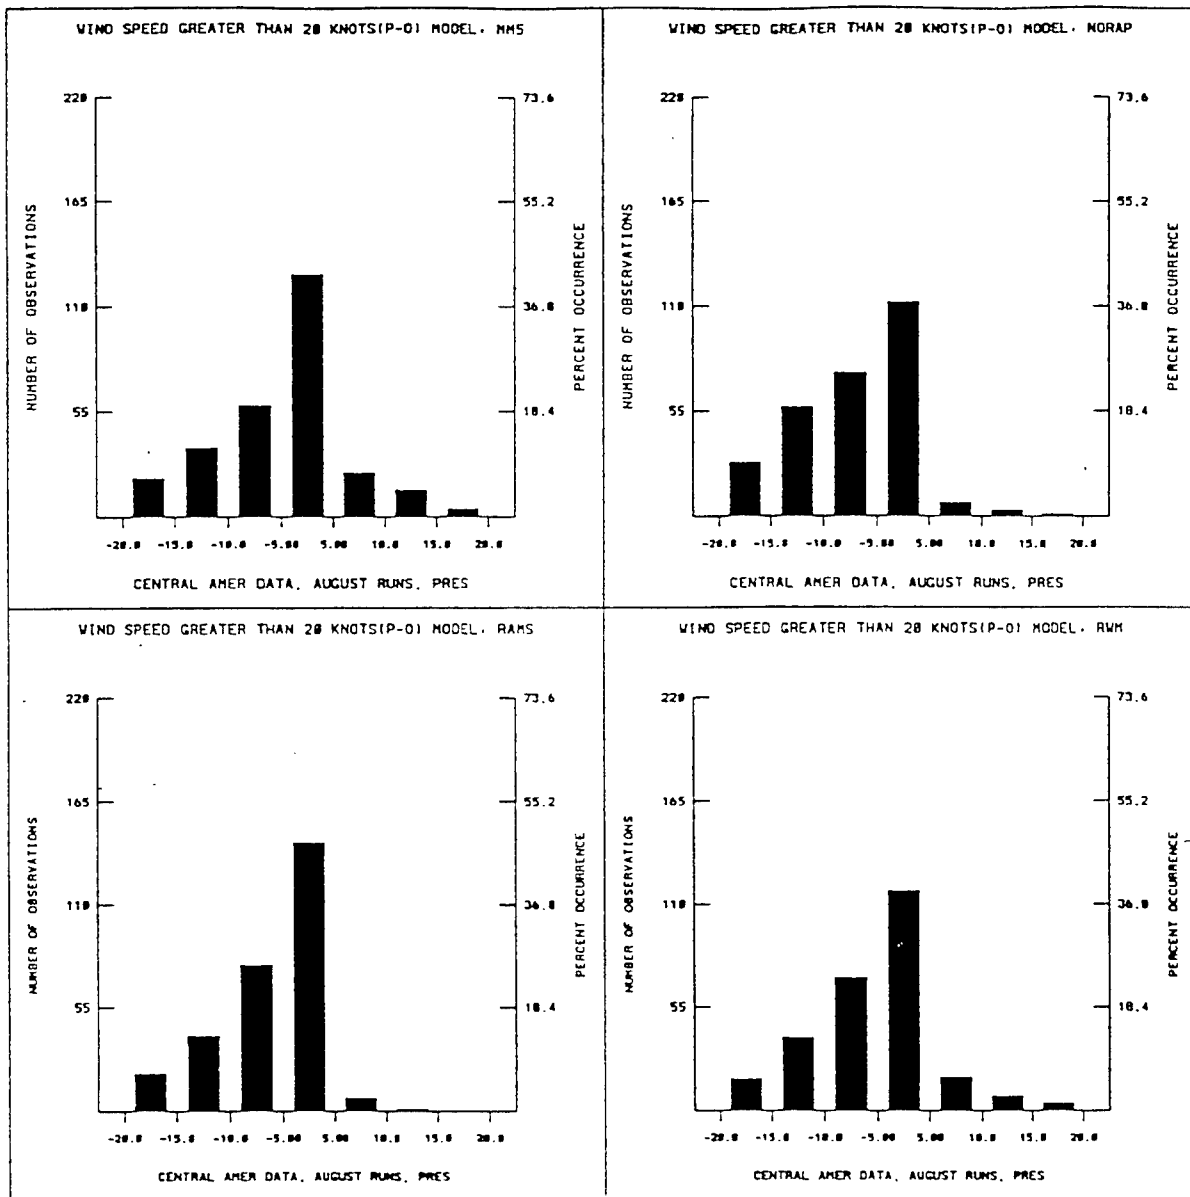 WIND SPEED GREATER THAN 20 KNOTS(P-O) MODEL. MM5
220
165
110
55
73.6
55.2
36.8
18.4
NUMBER OF OBSERVATIONS
PERCENT OCCURRENCE
-20.0 -15.0 -10.0 -5.00 5.00 10.0 15.0 20.0
CENTRAL AMER DATA, AUGUST RUNS, PRES
WIND SPEED GREATER THAN 20 KNOTS(P-O) MODEL. NORAP
220
165
110
55
73.6
55.2
36.8
18.4
NUMBER OF OBSERVATIONS
PERCENT OCCURRENCE
-20.0 -15.0 -10.0 -5.00 5.00 10.0 15.0 20.0
CENTRAL AMER DATA, AUGUST RUNS, PRES
WIND SPEED GREATER THAN 20 KNOTS(P-O) MODEL. RAMS
220
165
110
55
73.6
55.2
36.8
18.4
NUMBER OF OBSERVATIONS
PERCENT OCCURRENCE
-20.0 -15.0 -10.0 -5.00 5.00 10.0 15.0 20.0
CENTRAL AMER DATA, AUGUST RUNS, PRES
WIND SPEED GREATER THAN 20 KNOTS(P-O) MODEL. RWM
220
165
110
55
73.6
55.2
36.8
18.4
NUMBER OF OBSERVATIONS
PERCENT OCCURRENCE
-20.0 -15.0 -10.0 -5.00 5.00 10.0 15.0 20.0
CENTRAL AMER DATA, AUGUST RUNS, PRES